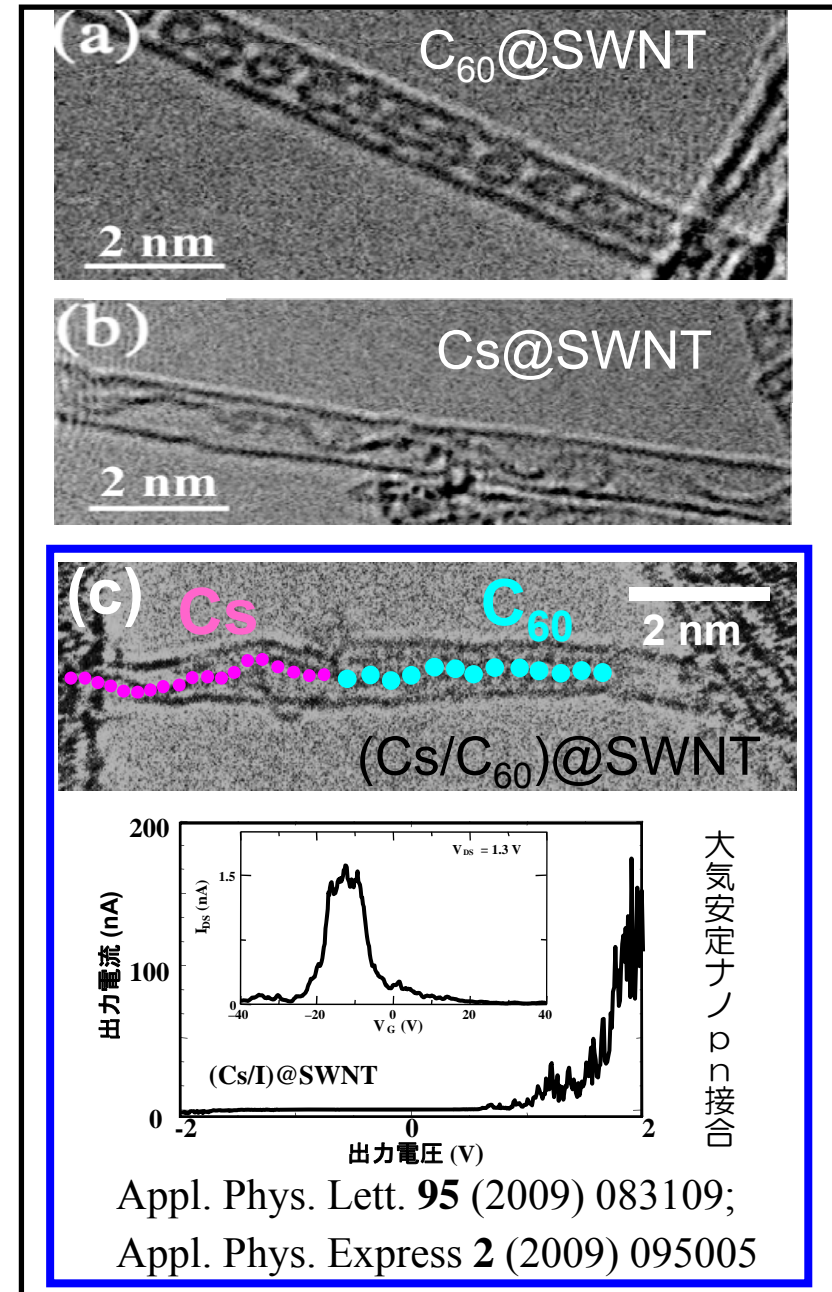 (a)
C₆₀@SWNT
2 nm
(b)
Cs@SWNT
2 nm
(c)
Cs
C₆₀
2 nm
(Cs/C₆₀)@SWNT
出力電流 (nA)
200
100
0
-2
0
2
出力電圧 (V)
V_DS = 1.3 V
I_DS (nA)
1.5
0
−40
−20
0
20
40
V_G (V)
(Cs/I)@SWNT
大気安定ナノpn接合
Appl. Phys. Lett. 95 (2009) 083109;
Appl. Phys. Express 2 (2009) 095005